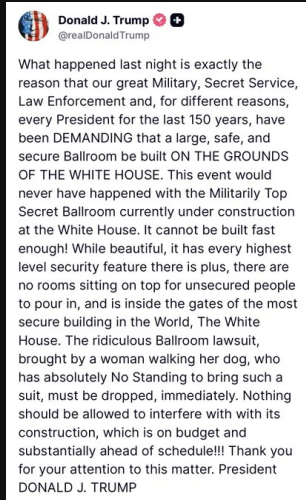 Donald J. Trump
@realDonaldTrump
What happened last night is exactly the
reason that our great Military, Secret Service,
Law Enforcement and, for different reasons,
every President for the last 150 years, have
been DEMANDING that a large, safe, and
secure Ballroom be built ON THE GROUNDS
OF THE WHITE HOUSE. This event would
never have happened with the Militarily Top
Secret Ballroom currently under construction
at the White House. It cannot be built fast
enough! While beautiful, it has every highest
level security feature there is plus, there are
no rooms sitting on top for unsecured people
to pour in, and is inside the gates of the most
secure building in the World, The White
House. The ridiculous Ballroom lawsuit,
brought by a woman walking her dog, who
has absolutely No Standing to bring such a
suit, must be dropped, immediately. Nothing
should be allowed to interfere with with its
construction, which is on budget and
substantially ahead of schedule!!! Thank you
for your attention to this matter. President
DONALD J. TRUMP